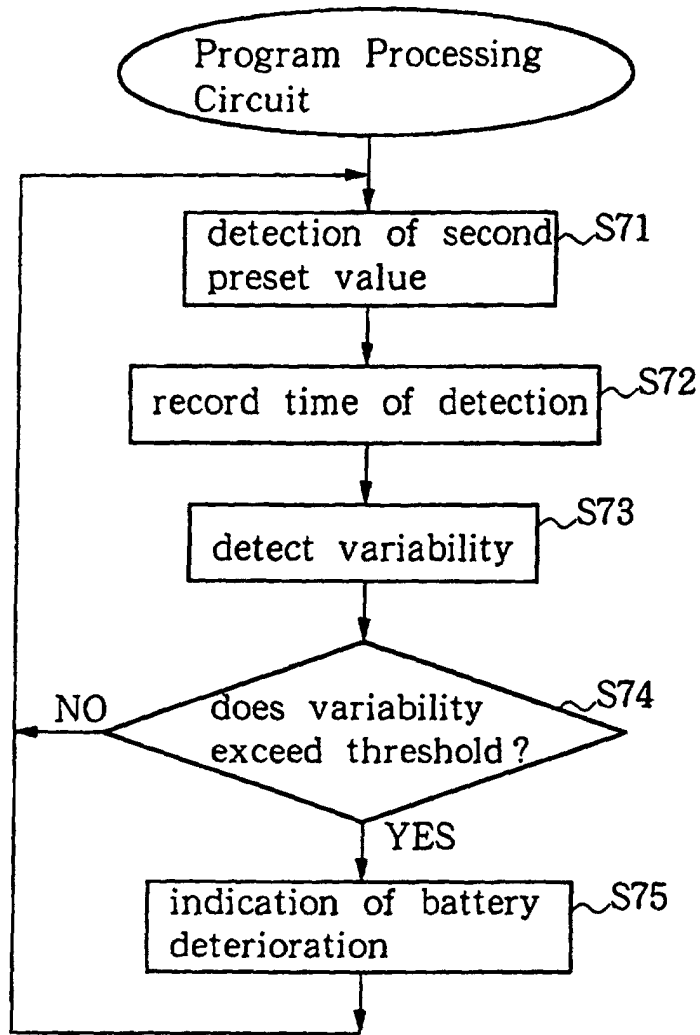 Program Processing
Circuit
detection of second
preset value
S71
record time of detection
S72
detect variability
S73
does variability
exceed threshold?
S74
NO
YES
indication of battery
deterioration
S75